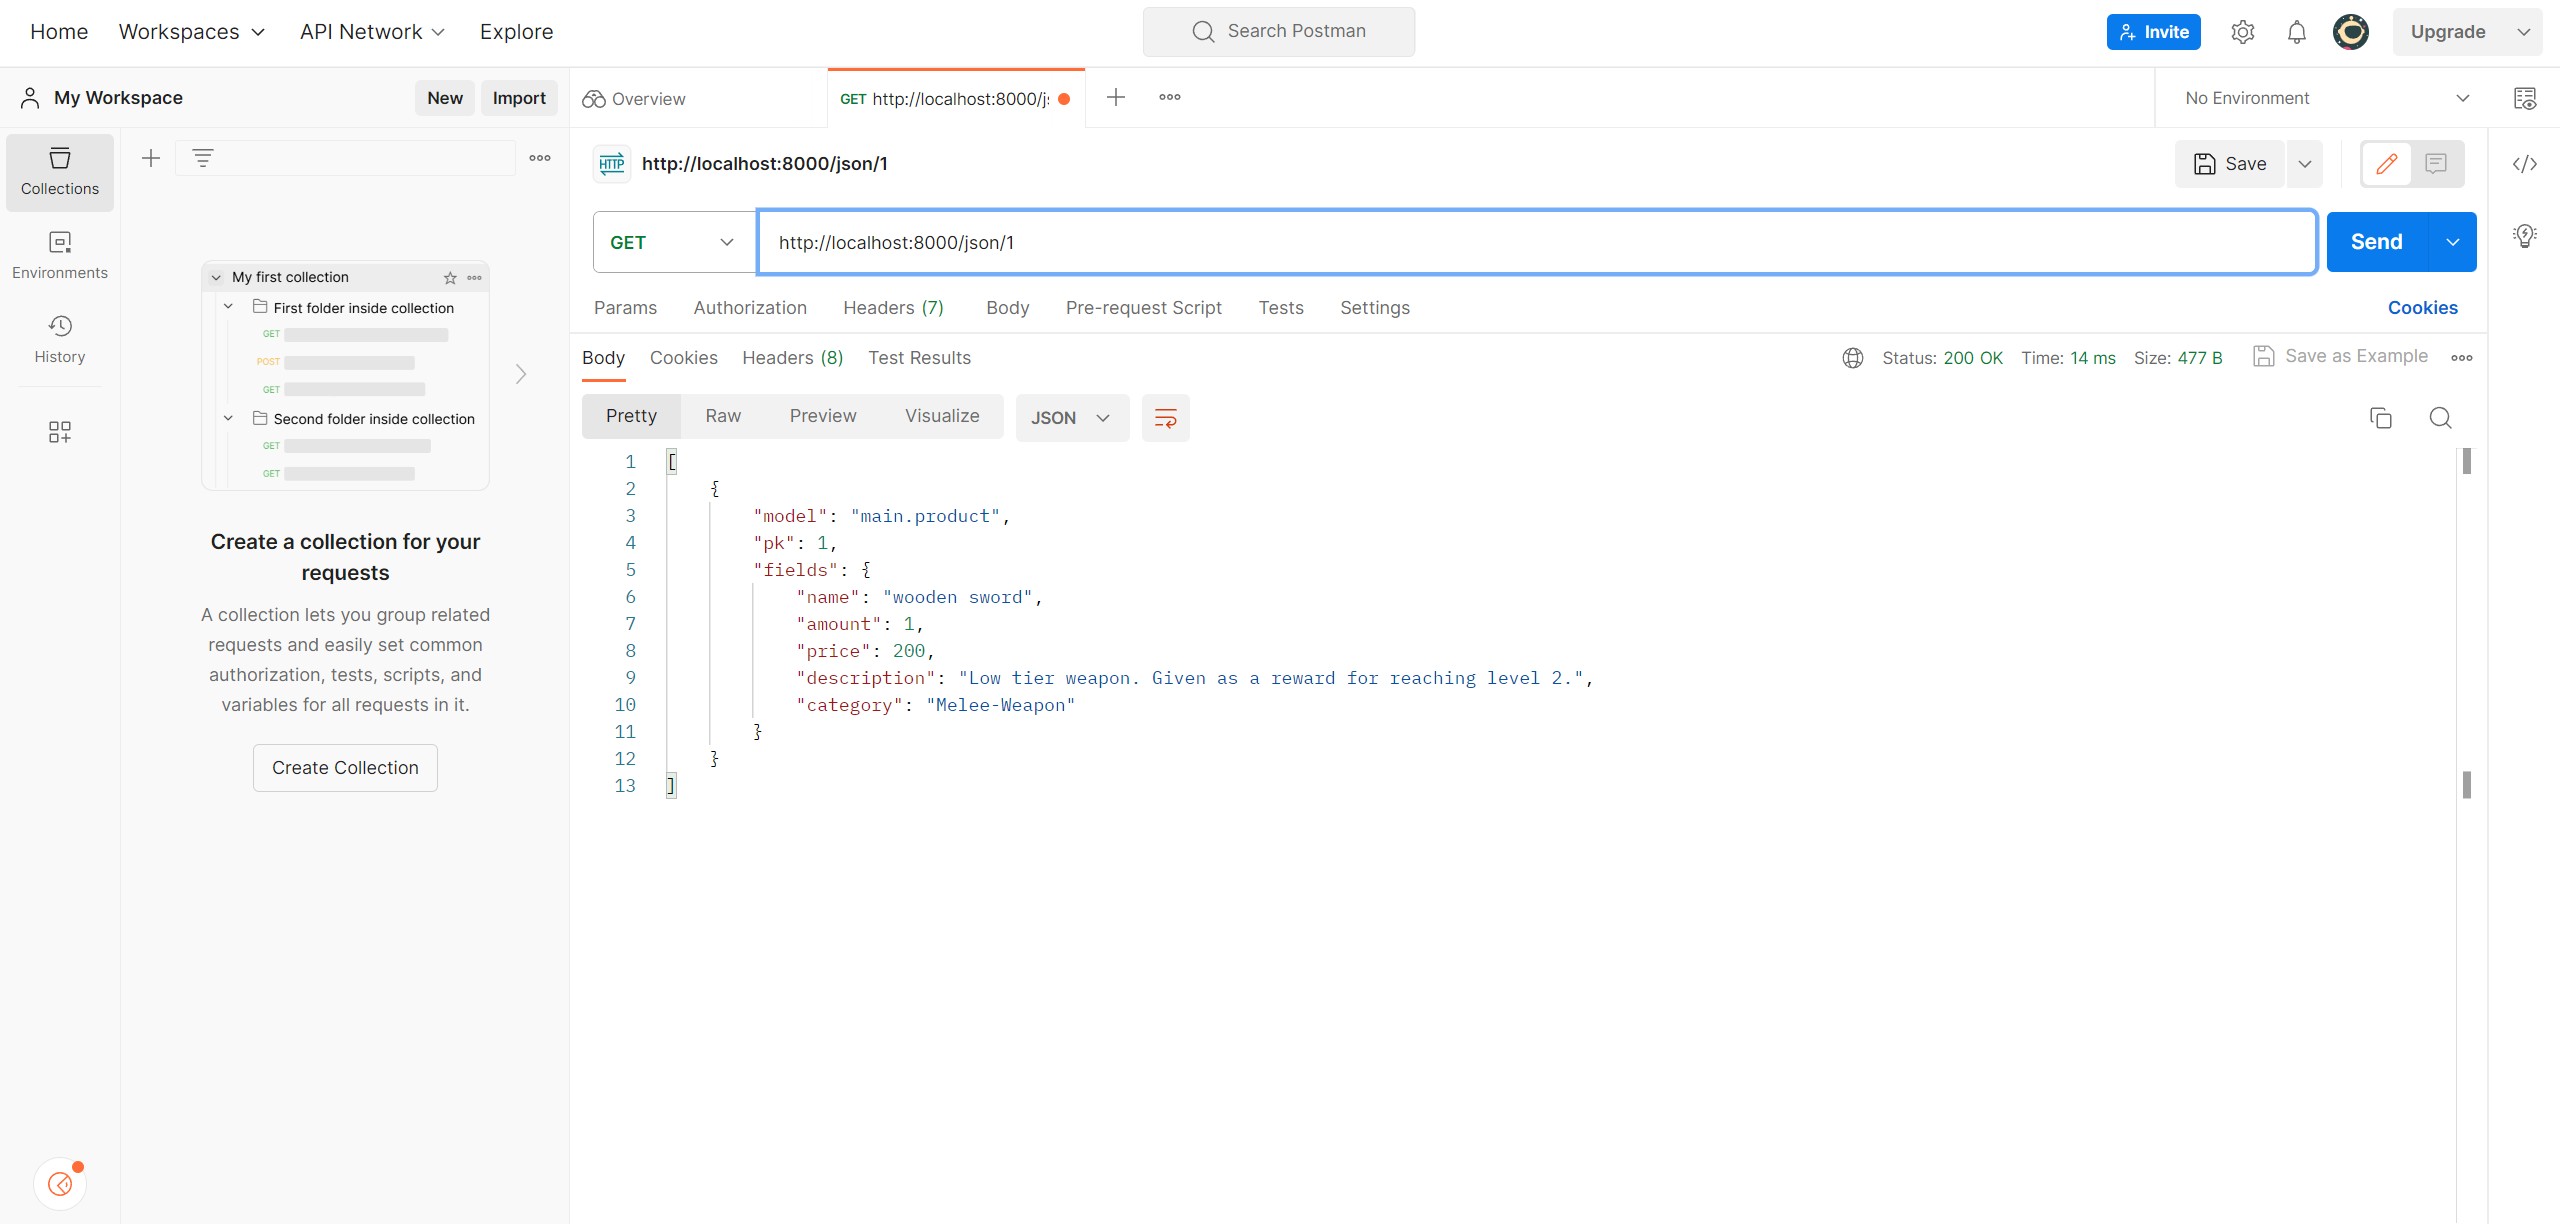 Home Workspaces API Network Explore Search Postman Invite Upgrade
My Workspace New Import Overview GET http://localhost:8000/j No Environment
Collections
Environments
History
My first collection
First folder inside collection
GET
POST
GET
Second folder inside collection
GET
GET
Create a collection for your
requests
A collection lets you group related
requests and easily set common
authorization, tests, scripts, and
variables for all requests in it.
Create Collection
HTTP http://localhost:8000/json/1 Save
GET http://localhost:8000/json/1 Send
Params Authorization Headers (7) Body Pre-request Script Tests Settings Cookies
Body Cookies Headers (8) Test Results Status: 200 OK Time: 14 ms Size: 477 B Save as Example
Pretty Raw Preview Visualize JSON
1 [
2 {
3 "model": "main.product",
4 "pk": 1,
5 "fields": {
6 "name": "wooden sword",
7 "amount": 1,
8 "price": 200,
9 "description": "Low tier weapon. Given as a reward for reaching level 2.",
10 "category": "Melee-Weapon"
11 }
12 }
13 ]